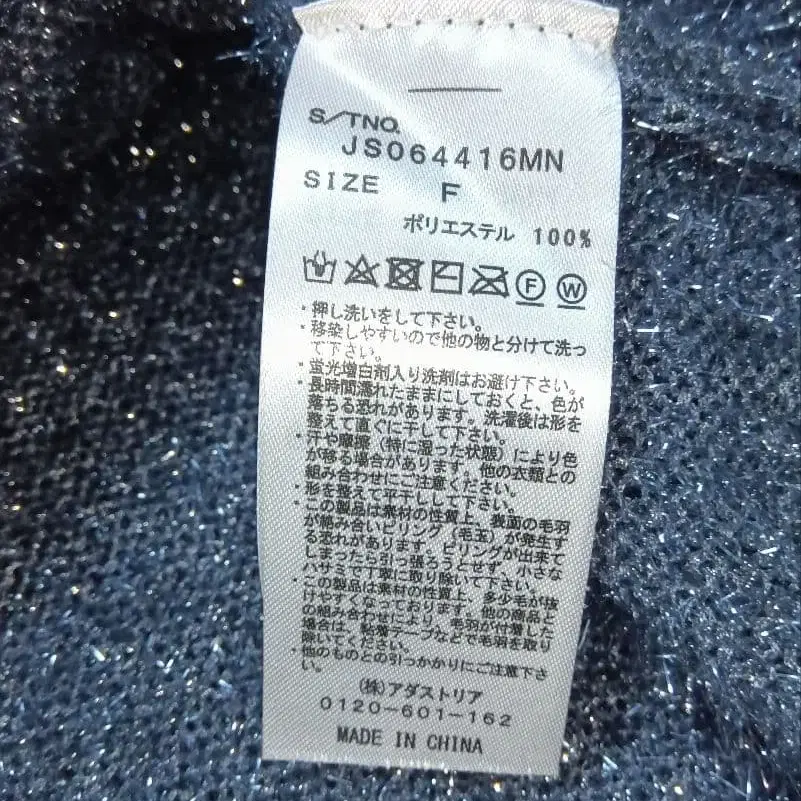 S/TNO.
JS064416MN
SIZE F
ポリエステル 100%
F W
・押し洗いをして下さい。
・移染しやすいので他の物と分けて洗っ
て下さい。
・蛍光増白剤入り洗剤はお避け下さい。
・長時間濡れたままにしておくと、色が
落ちる恐れがあります。洗濯後は形を
整えて直ぐに干して下さい。
・汗や摩擦（特に湿った状態）により色
が移る場合があります。他の衣類との
組み合わせにご注意ください。
・形を整えて平干しして下さい。
・この製品は素材の性質上、表面の毛羽
が絡み合いピリング（毛玉）が発生す
る恐れがあります。ピリングが出来て
しまったら引っ張ろうとせず、小さな
ハサミで丁寧に取り除いて下さい。
・この製品は素材の性質上、多少毛が抜
けやすくなっております。他の商品と
の組み合わせにより、毛羽が付着した
場合は、粘着テープなどで毛羽を取り
除いてください。
・他のものとの引っかかりにご注意下さ
い。
（株）アダストリア
0120-601-162
MADE IN CHINA